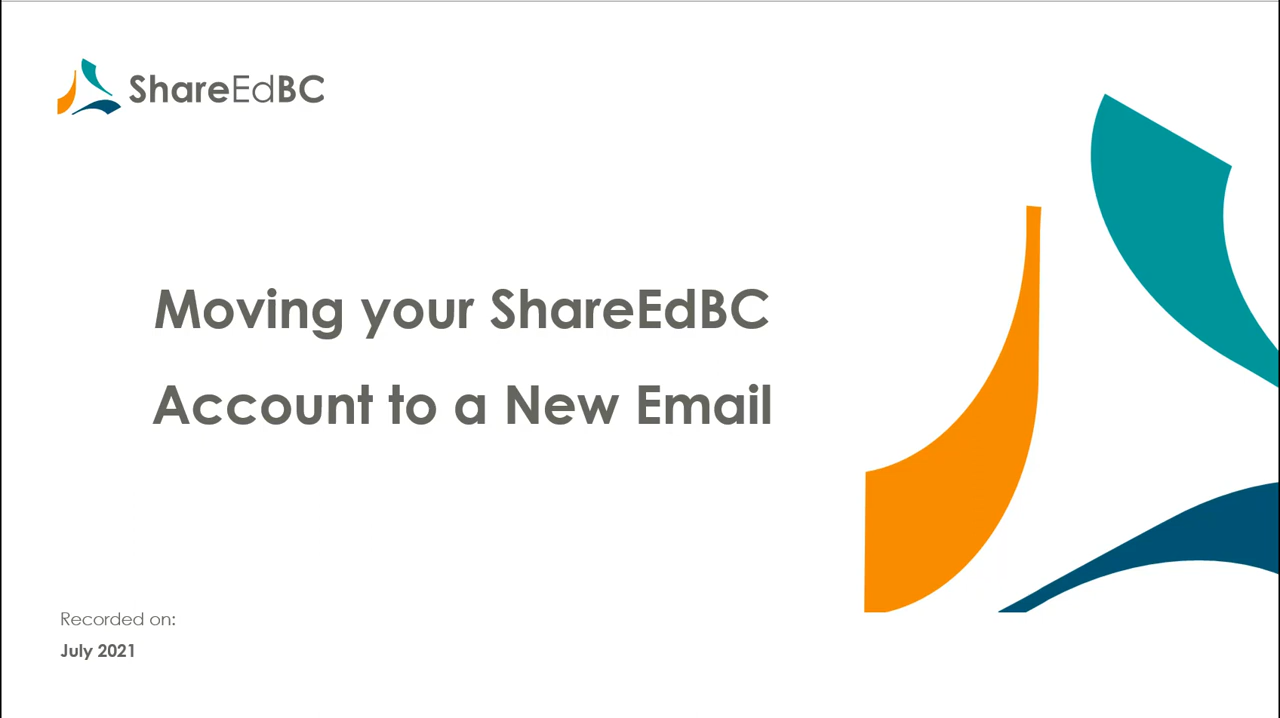 ShareEdBC
Moving your ShareEdBC
Account to a New Email
Recorded on:
July 2021